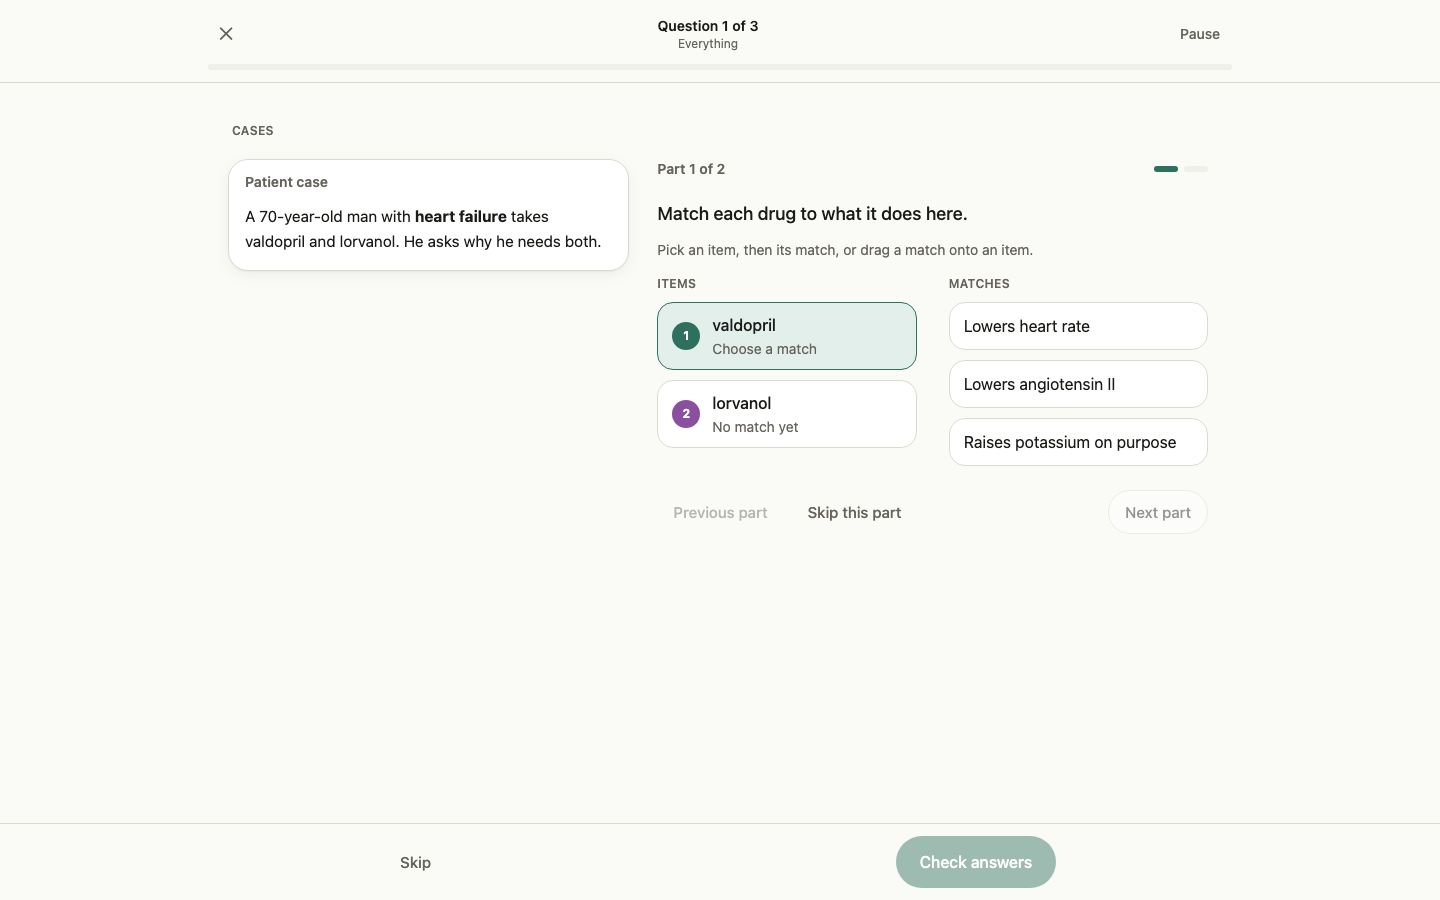 Question 1 of 3
Everything
Pause
CASES
Patient case
A 70-year-old man with heart failure takes
valdopril and lorvanol. He asks why he needs both.
Part 1 of 2
Match each drug to what it does here.
Pick an item, then its match, or drag a match onto an item.
ITEMS
1
valdopril
Choose a match
2
lorvanol
No match yet
MATCHES
Lowers heart rate
Lowers angiotensin II
Raises potassium on purpose
Previous part
Skip this part
Next part
Skip
Check answers